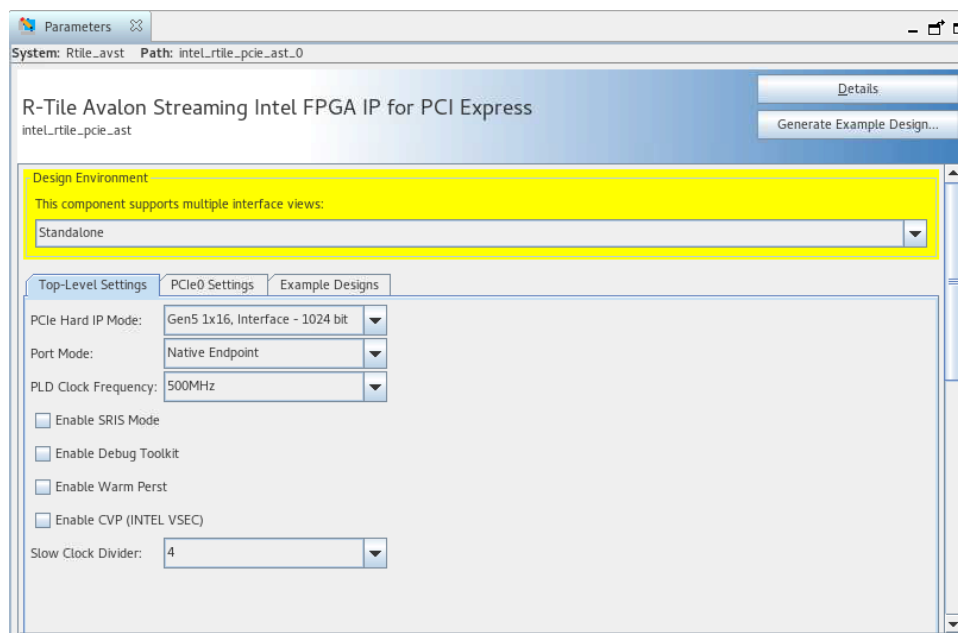 Parameters
System: Rtile_avst Path: intel_rtile_pcie_ast_0
R-Tile Avalon Streaming Intel FPGA IP for PCI Express
intel_rtile_pcie_ast
Details
Generate Example Design...
Design Environment
This component supports multiple interface views:
Standalone
Top-Level Settings PCIe0 Settings Example Designs
PCIe Hard IP Mode: Gen5 1x16, Interface - 1024 bit
Port Mode: Native Endpoint
PLD Clock Frequency: 500MHz
Enable SRIS Mode
Enable Debug Toolkit
Enable Warm Perst
Enable CVP (INTEL VSEC)
Slow Clock Divider: 4